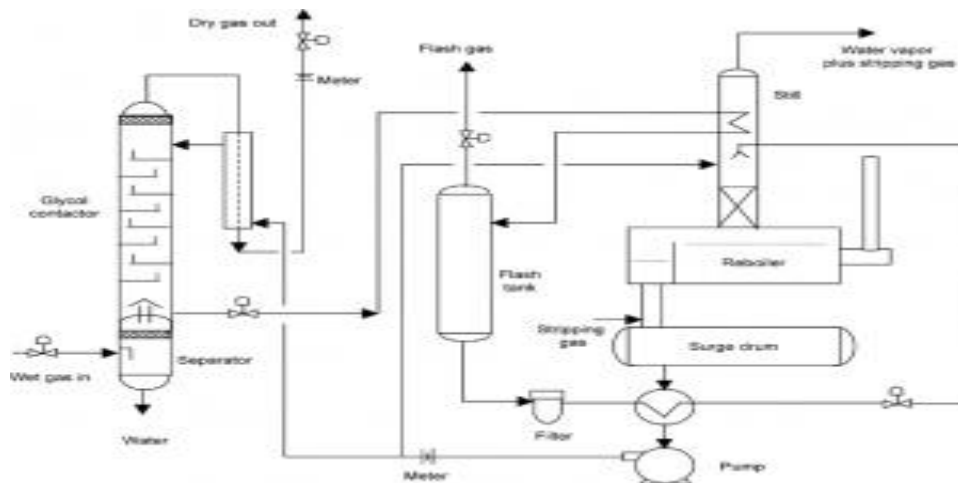 Dry gas out
Flash gas
Water vapor
plus stripping gas
Meter
Still
Glycol
contactor
Reboiler
Flash
tank
Stripping
gas
Surge drum
Separator
Wet gas in
Filter
Water
Meter
Pump